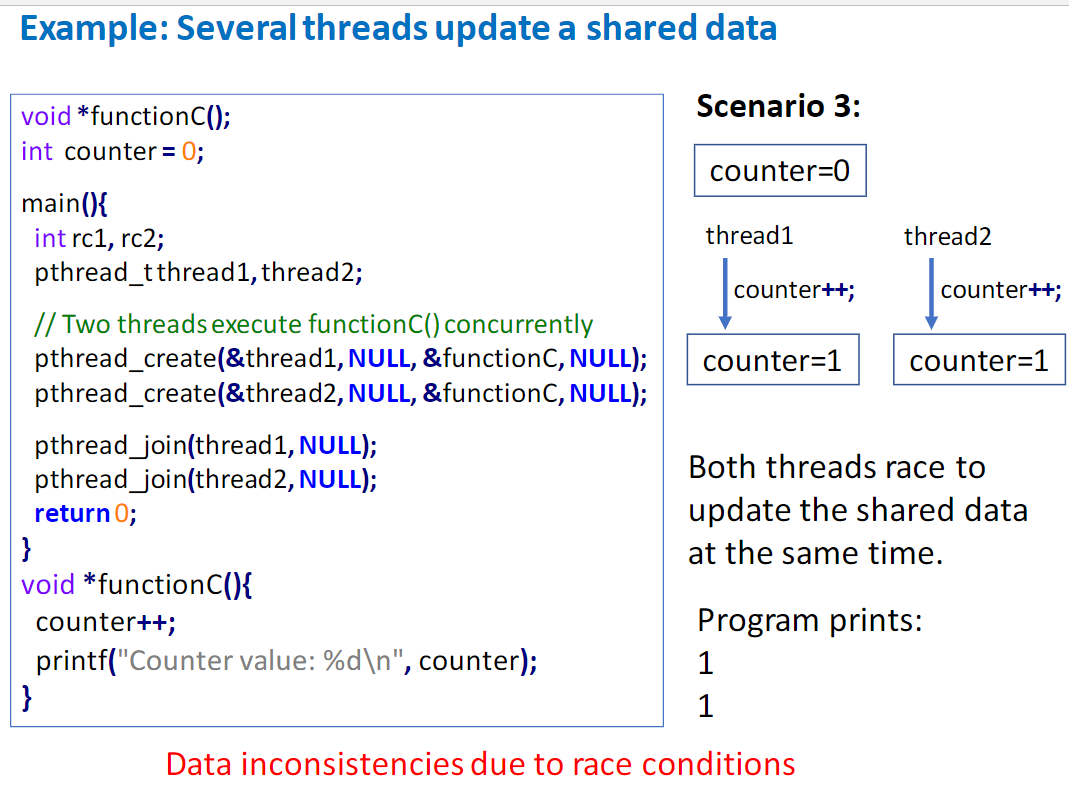 Example: Several threads update a shared data
void *functionC();
int counter = 0;
main(){
int rc1, rc2;
pthread_t thread1, thread2;
// Two threads execute functionC() concurrently
pthread_create(&thread1, NULL, &functionC, NULL);
pthread_create(&thread2, NULL, &functionC, NULL);
pthread_join(thread1, NULL);
pthread_join(thread2, NULL);
return 0;
}
void *functionC(){
counter++;
printf("Counter value: %d\n", counter);
}
Scenario 3:
counter=0
thread1 thread2
counter++; counter++;
counter=1 counter=1
Both threads race to
update the shared data
at the same time.
Program prints:
1
1
Data inconsistencies due to race conditions